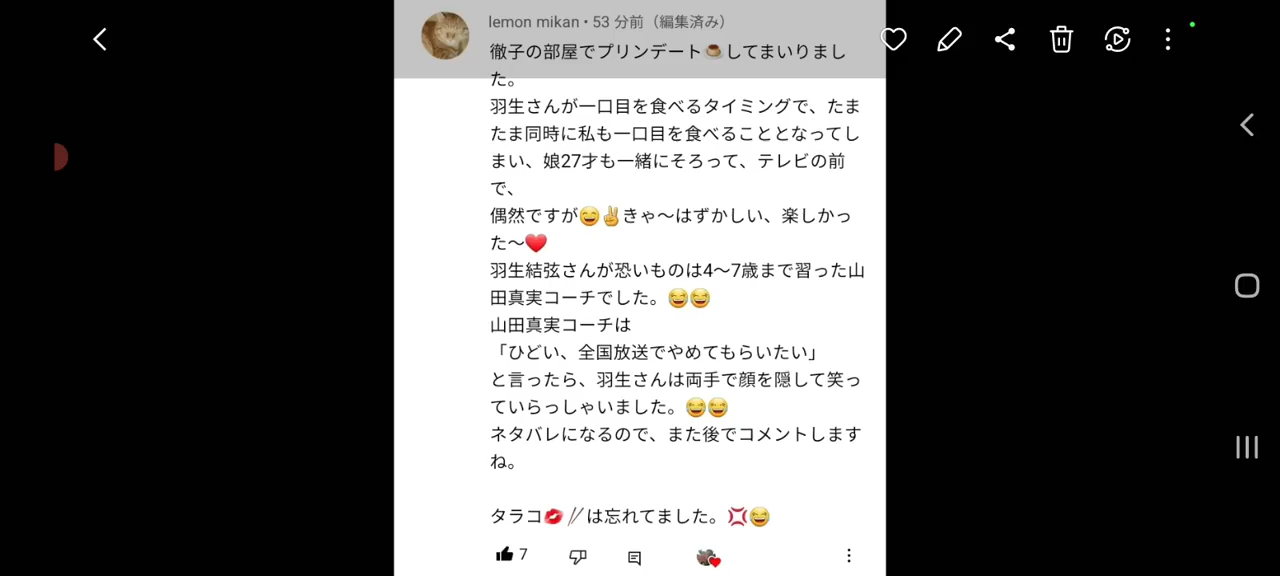 lemon mikan • 53 分前（編集済み）
徹子の部屋でプリンデート🍮してまいりまし
た。
羽生さんが一口目を食べるタイミングで、たま
たま同時に私も一口目を食べることとなってし
まい、娘27才も一緒にそろって、テレビの前
で、
偶然ですが😄✌️きゃ〜はずかしい、楽しかっ
た〜❤️
羽生結弦さんが恐いものは4〜7歳まで習った山
田真実コーチでした。😆😆
山田真実コーチは
「ひどい、全国放送でやめてもらいたい」
と言ったら、羽生さんは両手で顔を隠して笑っ
ていらっしゃいました。😆😆
ネタバレになるので、また後でコメントします
ね。
タラコ💋🥢は忘れてました。💢😆
7